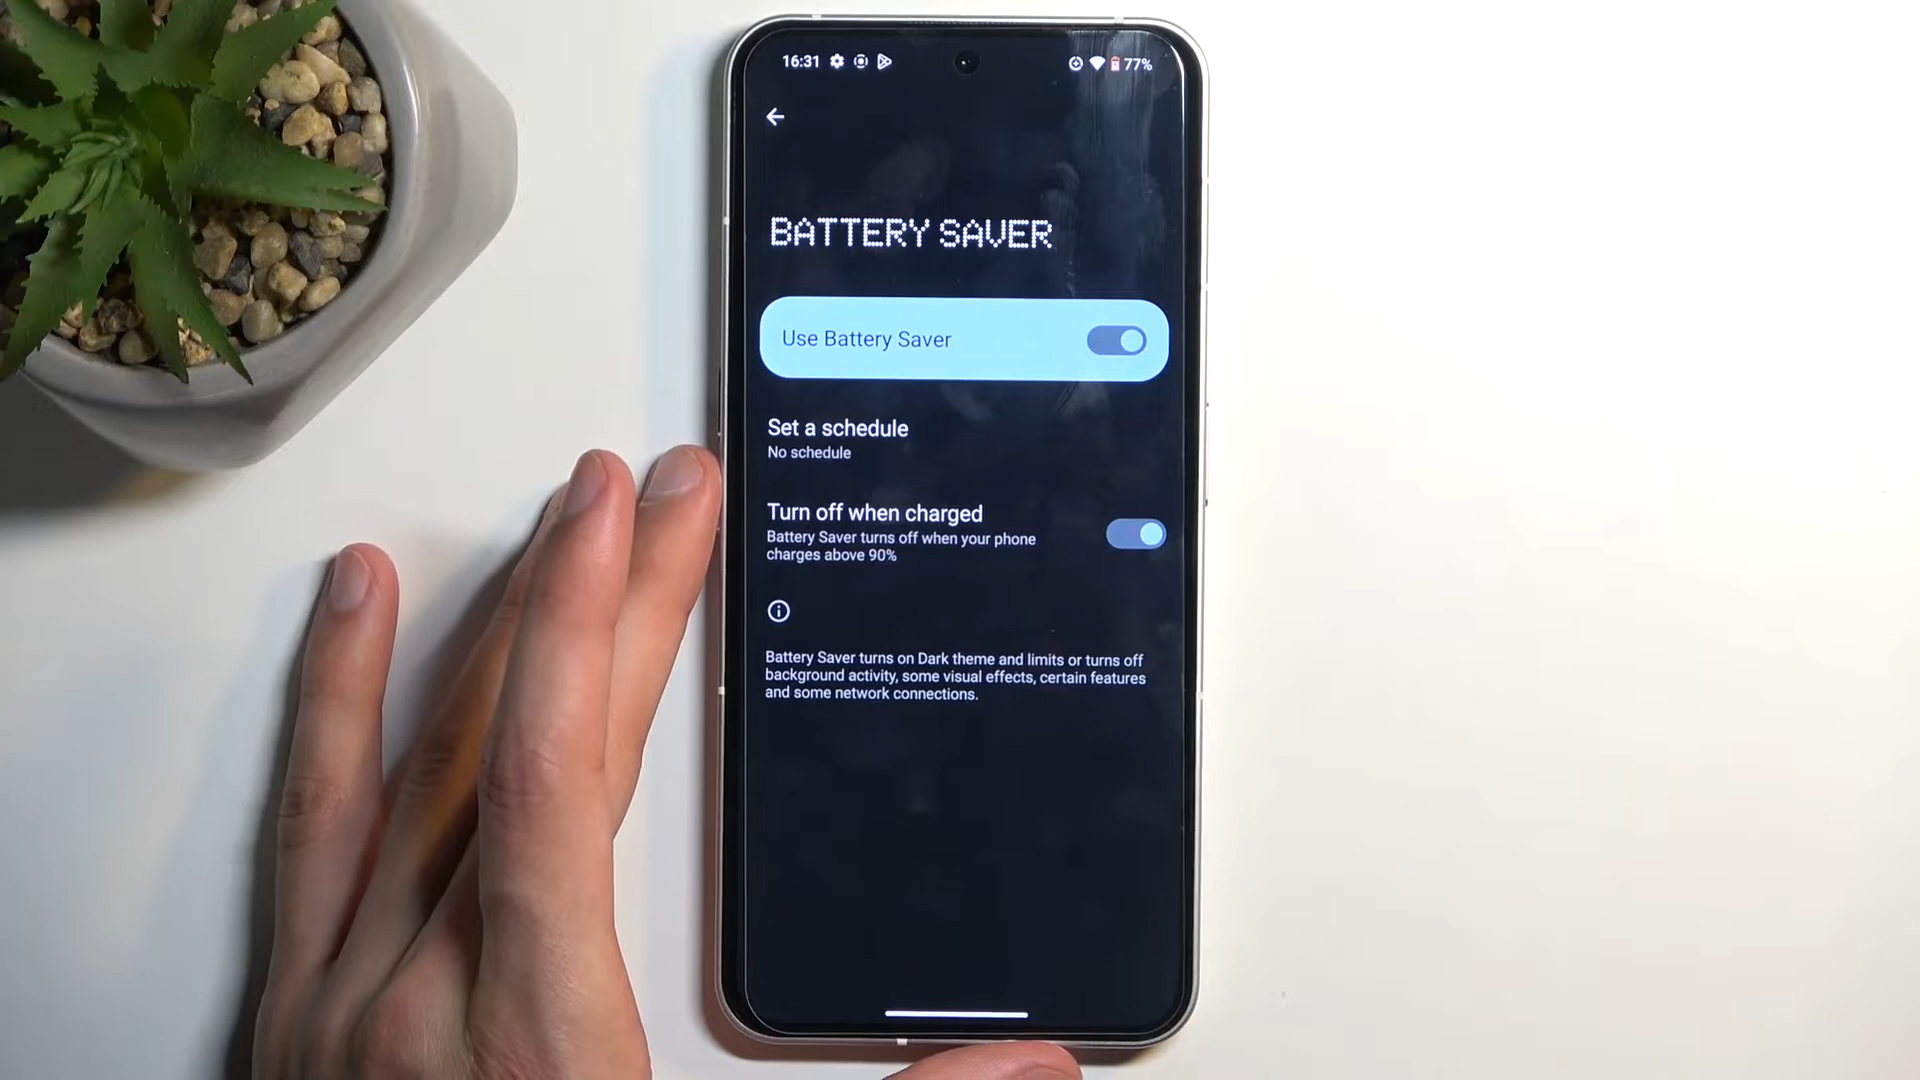 16:31 77%
BATTERY SAVER
Use Battery Saver
Set a schedule
No schedule
Turn off when charged
Battery Saver turns off when your phone
charges above 90%
Battery Saver turns on Dark theme and limits or turns off
background activity, some visual effects, certain features
and some network connections.